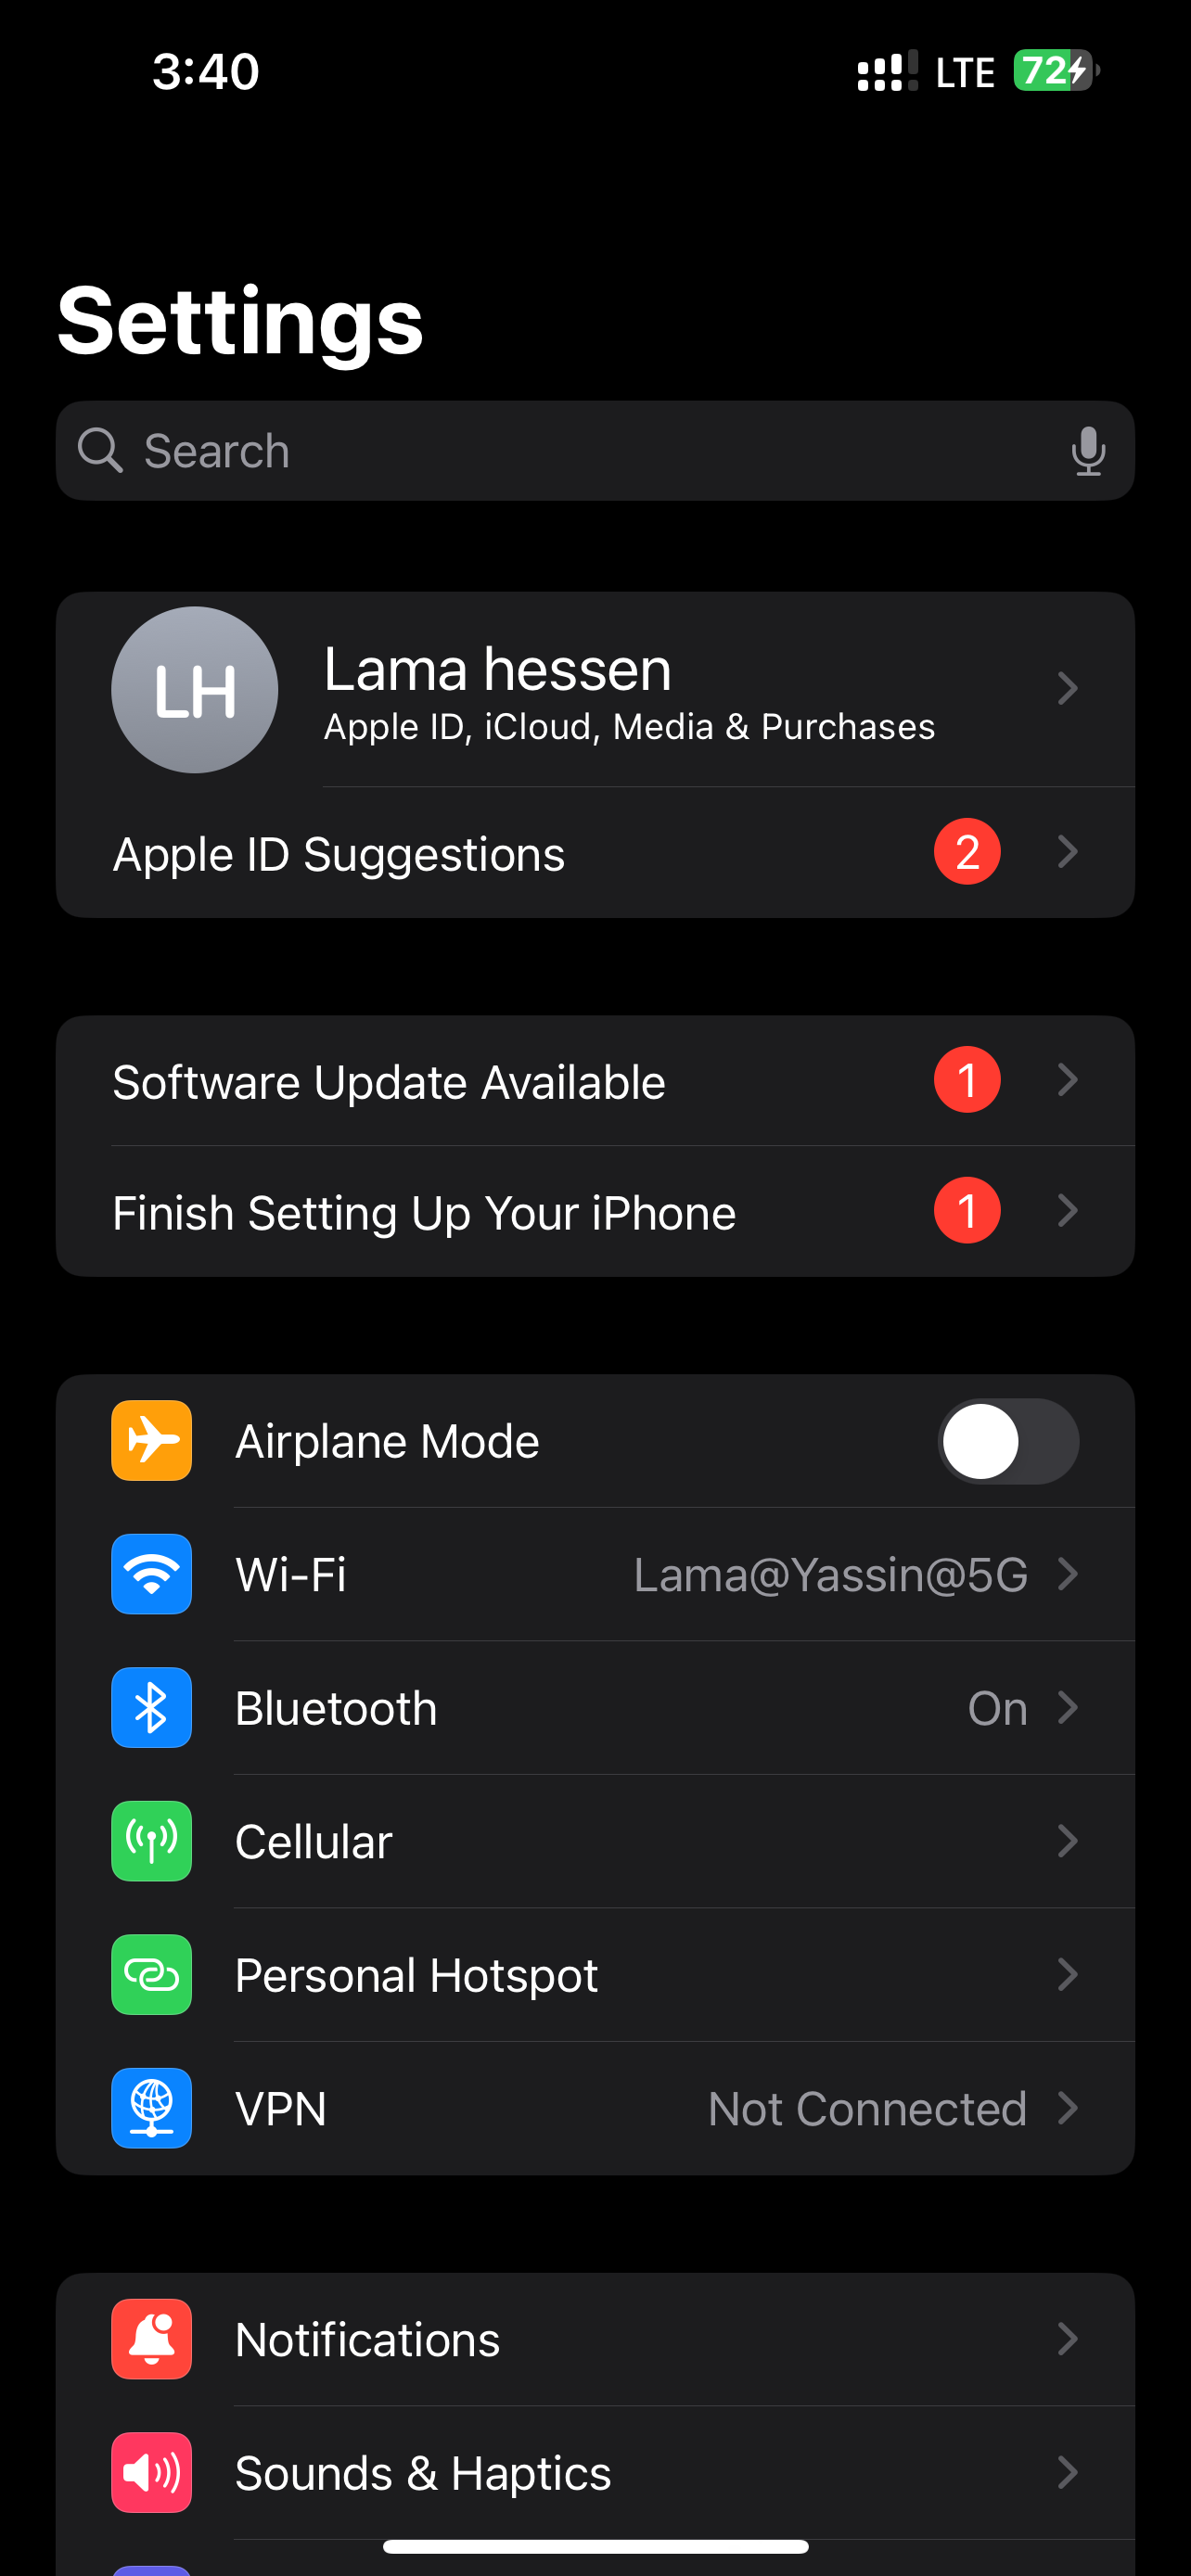 3:40 LTE 72
Settings
Search
LH
Lama hessen
Apple ID, iCloud, Media & Purchases
Apple ID Suggestions 2
Software Update Available 1
Finish Setting Up Your iPhone 1
Airplane Mode
Wi-Fi Lama@Yassin@5G
Bluetooth On
Cellular
Personal Hotspot
VPN Not Connected
Notifications
Sounds & Haptics